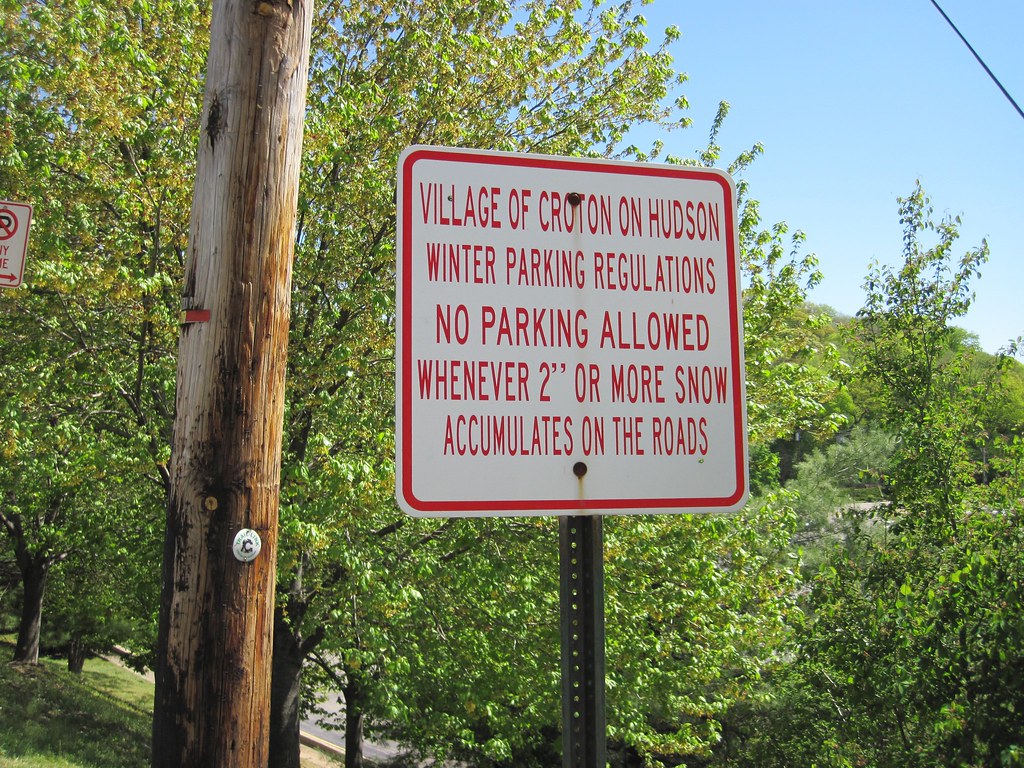 VILLAGE OF CROTON ON HUDSON
WINTER PARKING REGULATIONS
NO PARKING ALLOWED
WHENEVER 2" OR MORE SNOW
ACCUMULATES ON THE ROADS